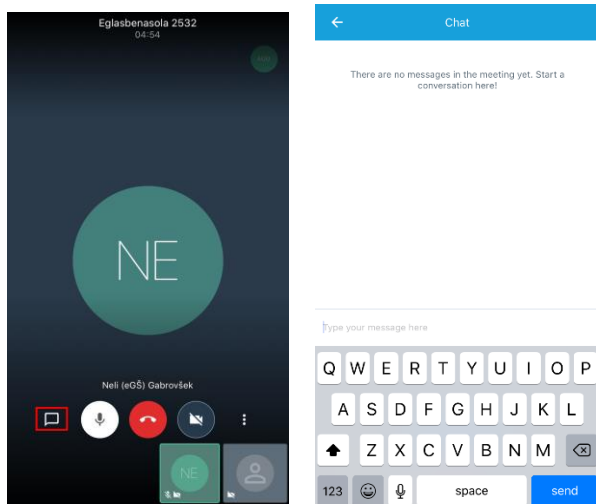 Eglasbenasola 2532
04:54
NE
Neli (eGŠ) Gabrovšek
NE
Chat
There are no messages in the meeting yet. Start a
conversation here!
Type your message here
Q W E R T Y U I O P
A S D F G H J K L
Z X C V B N M
123 space send